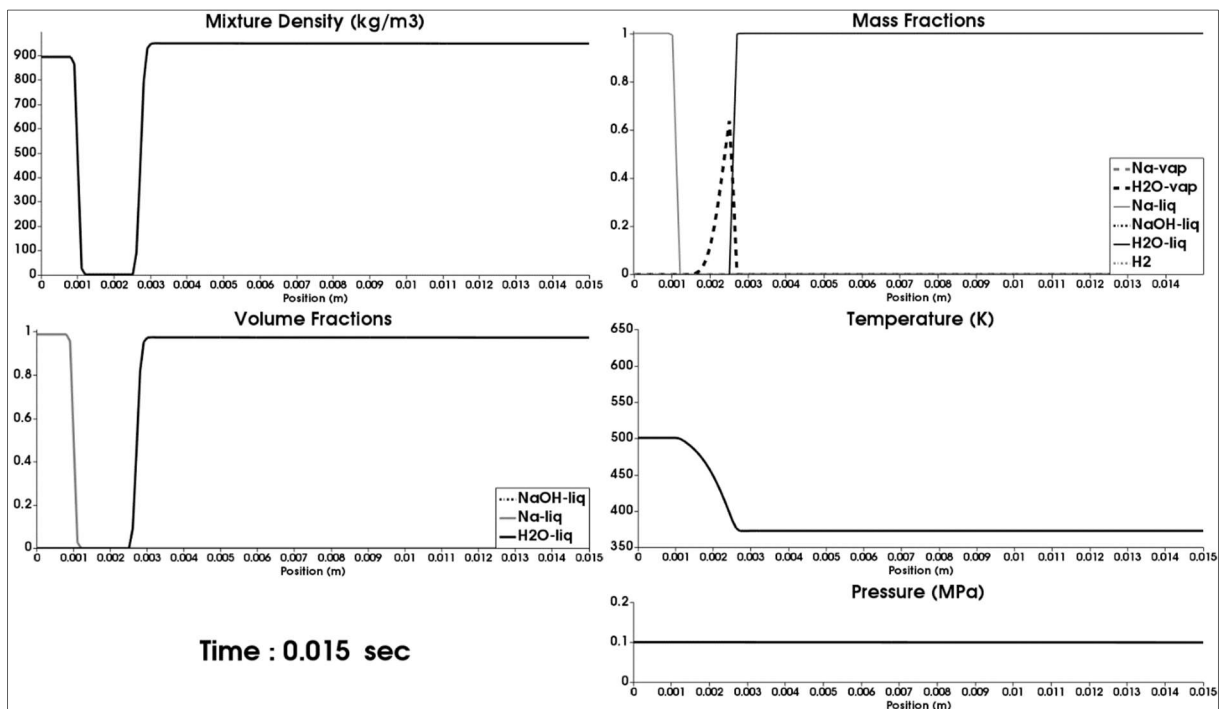 Mixture Density (kg/m3)
900
800
700
600
500
400
300
200
100
0
0 0.001 0.002 0.003 0.004 0.005 0.006 0.007 0.008 0.009 0.01 0.011 0.012 0.013 0.014 0.015
Position (m)
Mass Fractions
1
0.8
0.6
0.4
0.2
0
Na-vap
H2O-vap
Na-liq
NaOH-liq
H2O-liq
H2
0 0.001 0.002 0.003 0.004 0.005 0.006 0.007 0.008 0.009 0.01 0.011 0.012 0.013 0.014
Position (m)
Volume Fractions
1
0.8
0.6
0.4
0.2
0
NaOH-liq
Na-liq
H2O-liq
0 0.001 0.002 0.003 0.004 0.005 0.006 0.007 0.008 0.009 0.01 0.011 0.012 0.013 0.014 0.015
Position (m)
Temperature (K)
650
600
550
500
450
400
350
0 0.001 0.002 0.003 0.004 0.005 0.006 0.007 0.008 0.009 0.01 0.011 0.012 0.013 0.014 0.015
Position (m)
Time : 0.015 sec
Pressure (MPa)
0.2
0.1
0
0 0.001 0.002 0.003 0.004 0.005 0.006 0.007 0.008 0.009 0.01 0.011 0.012 0.013 0.014 0.015
Position (m)